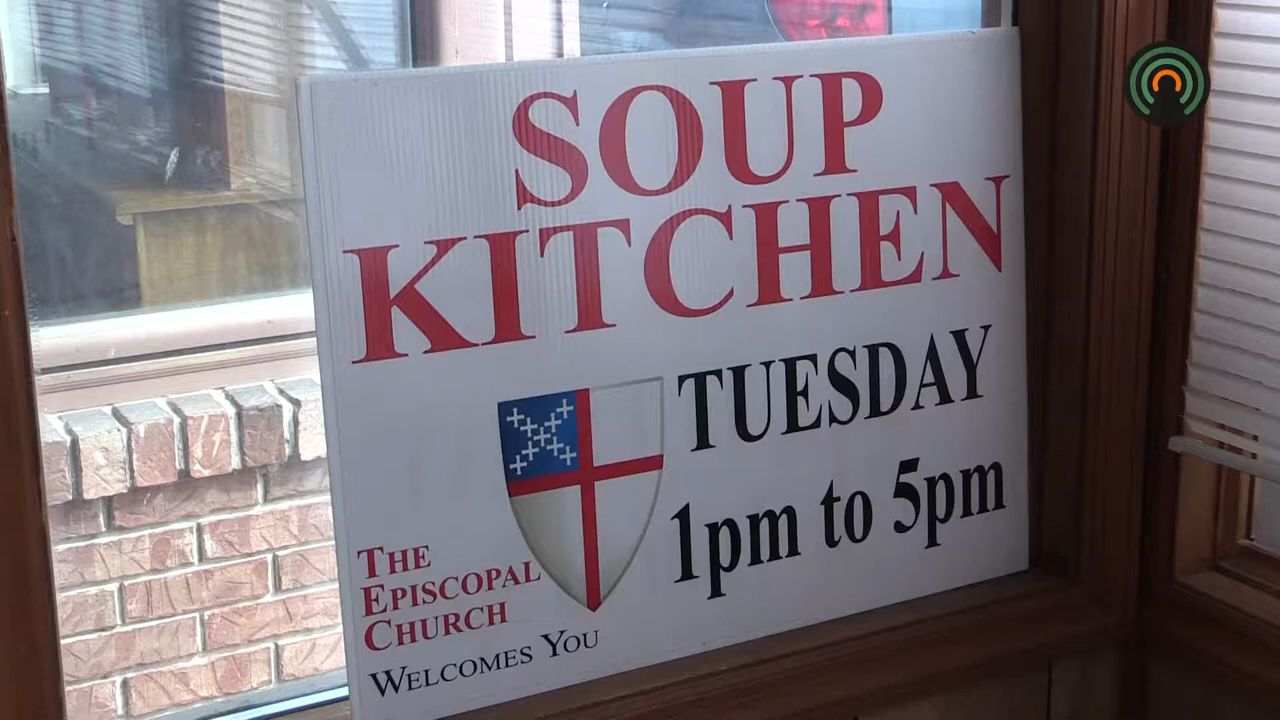 SOUP
KITCHEN
TUESDAY
1pm to 5pm
THE
EPISCOPAL
CHURCH
WELCOMES YOU